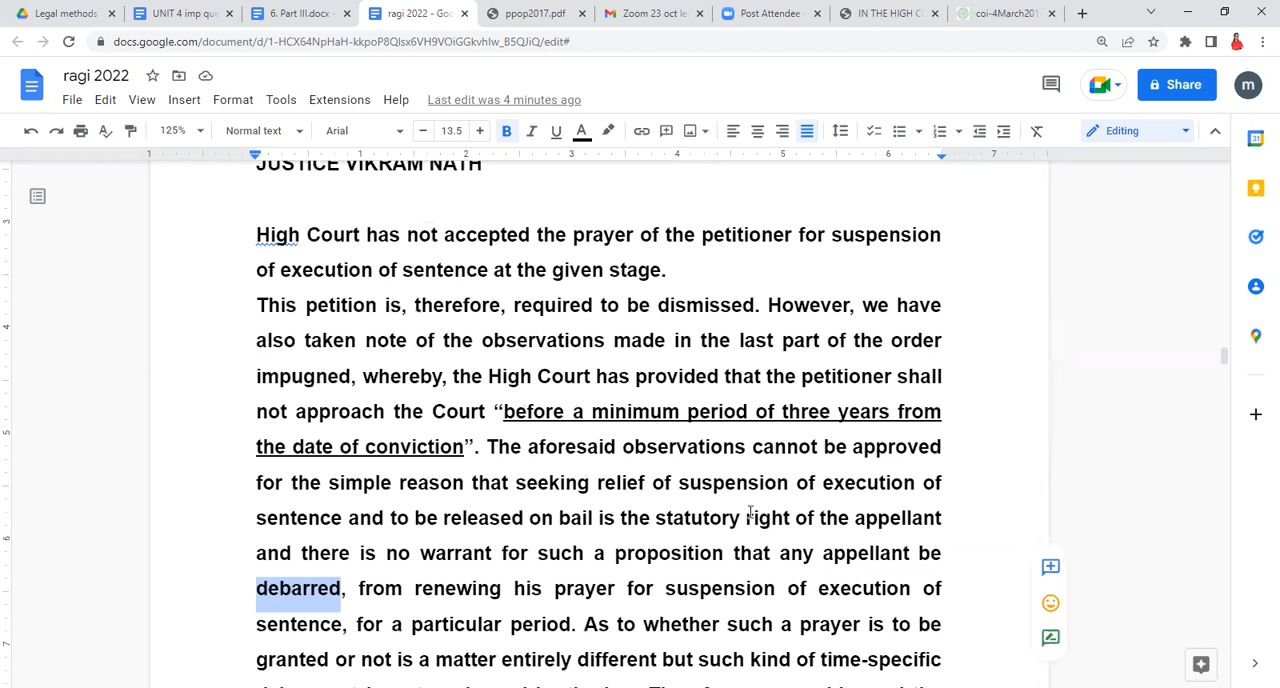 Legal methods
UNIT 4 imp que
6. Part III.docx -
ragi 2022 - Goo
ppop2017.pdf
Zoom 23 oct le
Post Attendee -
IN THE HIGH C
coi-4March201
docs.google.com/document/d/1-HCX64NpHaH-kkpoP8Qlsx6VH9VOiGGkvhIw_B5QJiQ/edit#
ragi 2022
File Edit View Insert Format Tools Extensions Help Last edit was 4 minutes ago
Share
m
125% Normal text Arial 13.5 B I U A Editing
1 1 2 3 4 5 6 7
JUSTICE VIKRAM NATH
High Court has not accepted the prayer of the petitioner for suspension
of execution of sentence at the given stage.
This petition is, therefore, required to be dismissed. However, we have
also taken note of the observations made in the last part of the order
impugned, whereby, the High Court has provided that the petitioner shall
not approach the Court “before a minimum period of three years from
the date of conviction”. The aforesaid observations cannot be approved
for the simple reason that seeking relief of suspension of execution of
sentence and to be released on bail is the statutory right of the appellant
and there is no warrant for such a proposition that any appellant be
debarred, from renewing his prayer for suspension of execution of
sentence, for a particular period. As to whether such a prayer is to be
granted or not is a matter entirely different but such kind of time-specific